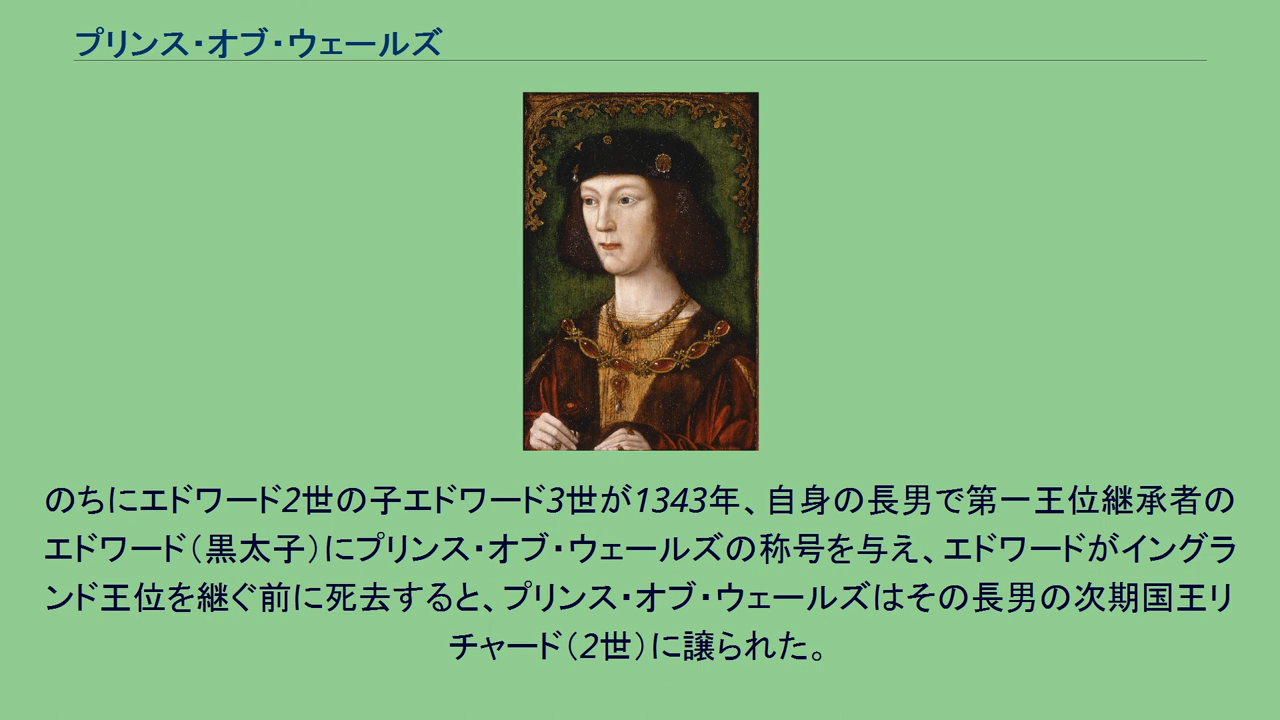 プリンス・オブ・ウェールズ
のちにエドワード2世の子エドワード3世が1343年、自身の長男で第一王位継承者の
エドワード（黒太子）にプリンス・オブ・ウェールズの称号を与え、エドワードがイングラ
ンド王位を継ぐ前に死去すると、プリンス・オブ・ウェールズはその長男の次期国王リ
チャード（2世）に譲られた。